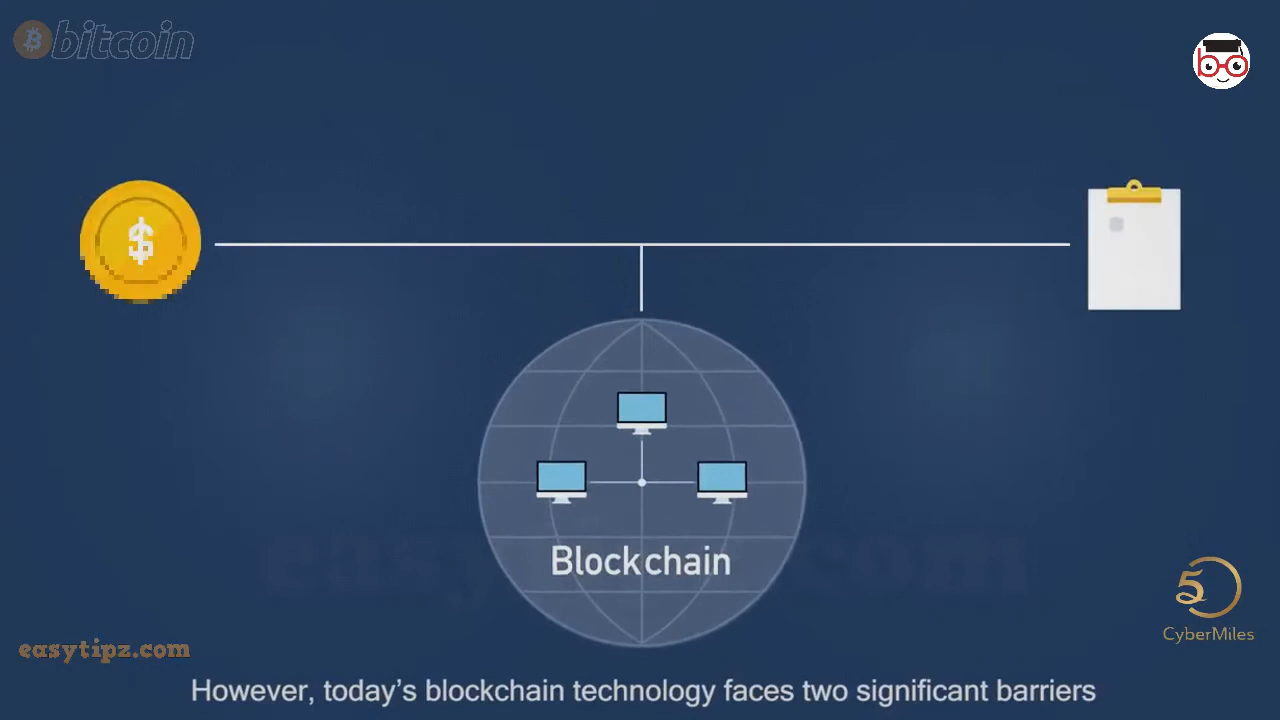 bitcoin
$
Blockchain
easytipz.com
CyberMiles
However, today's blockchain technology faces two significant barriers